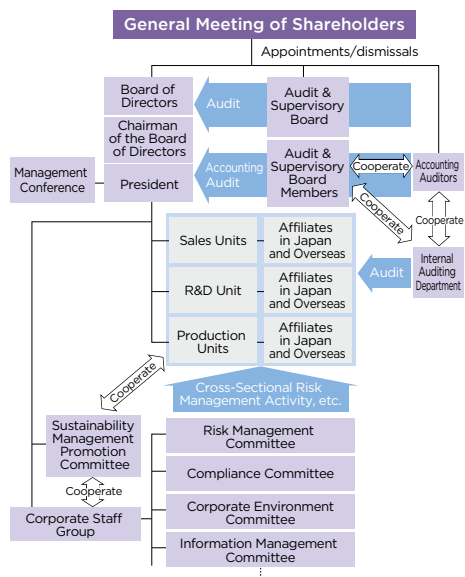 General Meeting of Shareholders
Appointments/dismissals
Board of
Directors
Audit
Audit &
Supervisory
Board
Chairman
of the Board
of Directors
Management
Conference
President
Accounting
Audit
Audit &
Supervisory
Board
Members
Cooperate
Accounting
Auditors
Cooperate
Cooperate
Internal
Auditing
Department
Audit
Sales Units
Affiliates
in Japan
and Overseas
R&D Unit
Affiliates
in Japan
and Overseas
Production
Units
Affiliates
in Japan
and Overseas
Cooperate
Cross-Sectional Risk
Management Activity, etc.
Sustainability
Management
Promotion
Committee
Cooperate
Corporate Staff
Group
Risk Management
Committee
Compliance Committee
Corporate Environment
Committee
Information Management
Committee